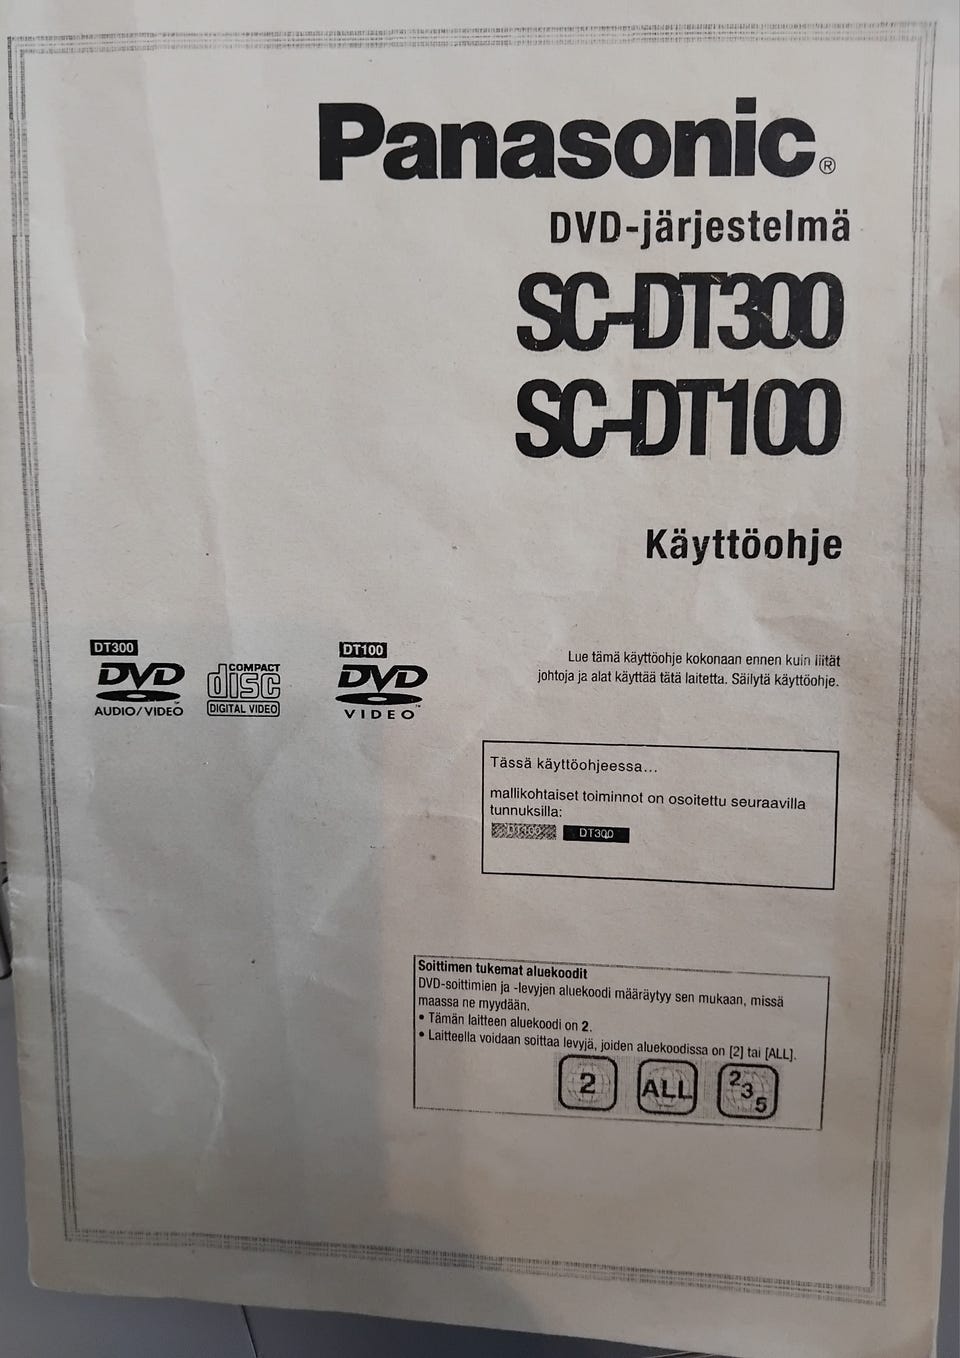 Panasonic®
DVD-järjestelmä
SC-DT300
SC-DT100
Käyttöohje
DT300
DVD
AUDIO/VIDEO™
COMPACT
disc
DIGITAL VIDEO
DT100
DVD
VIDEO™
Lue tämä käyttöohje kokonaan ennen kuin liität
johtoja ja alat käyttää tätä laitetta. Säilytä käyttöohje.
Tässä käyttöohjeessa...
mallikohtaiset toiminnot on osoitettu seuraavilla
tunnuksilla:
DT100 DT300
Soittimen tukemat aluekoodit
DVD-soittimien ja -levyjen aluekoodi määräytyy sen mukaan, missä
maassa ne myydään.
• Tämän laitteen aluekoodi on 2.
• Laitteella voidaan soittaa levyjä, joiden aluekoodissa on [2] tai [ALL].
2 ALL 2 3 5